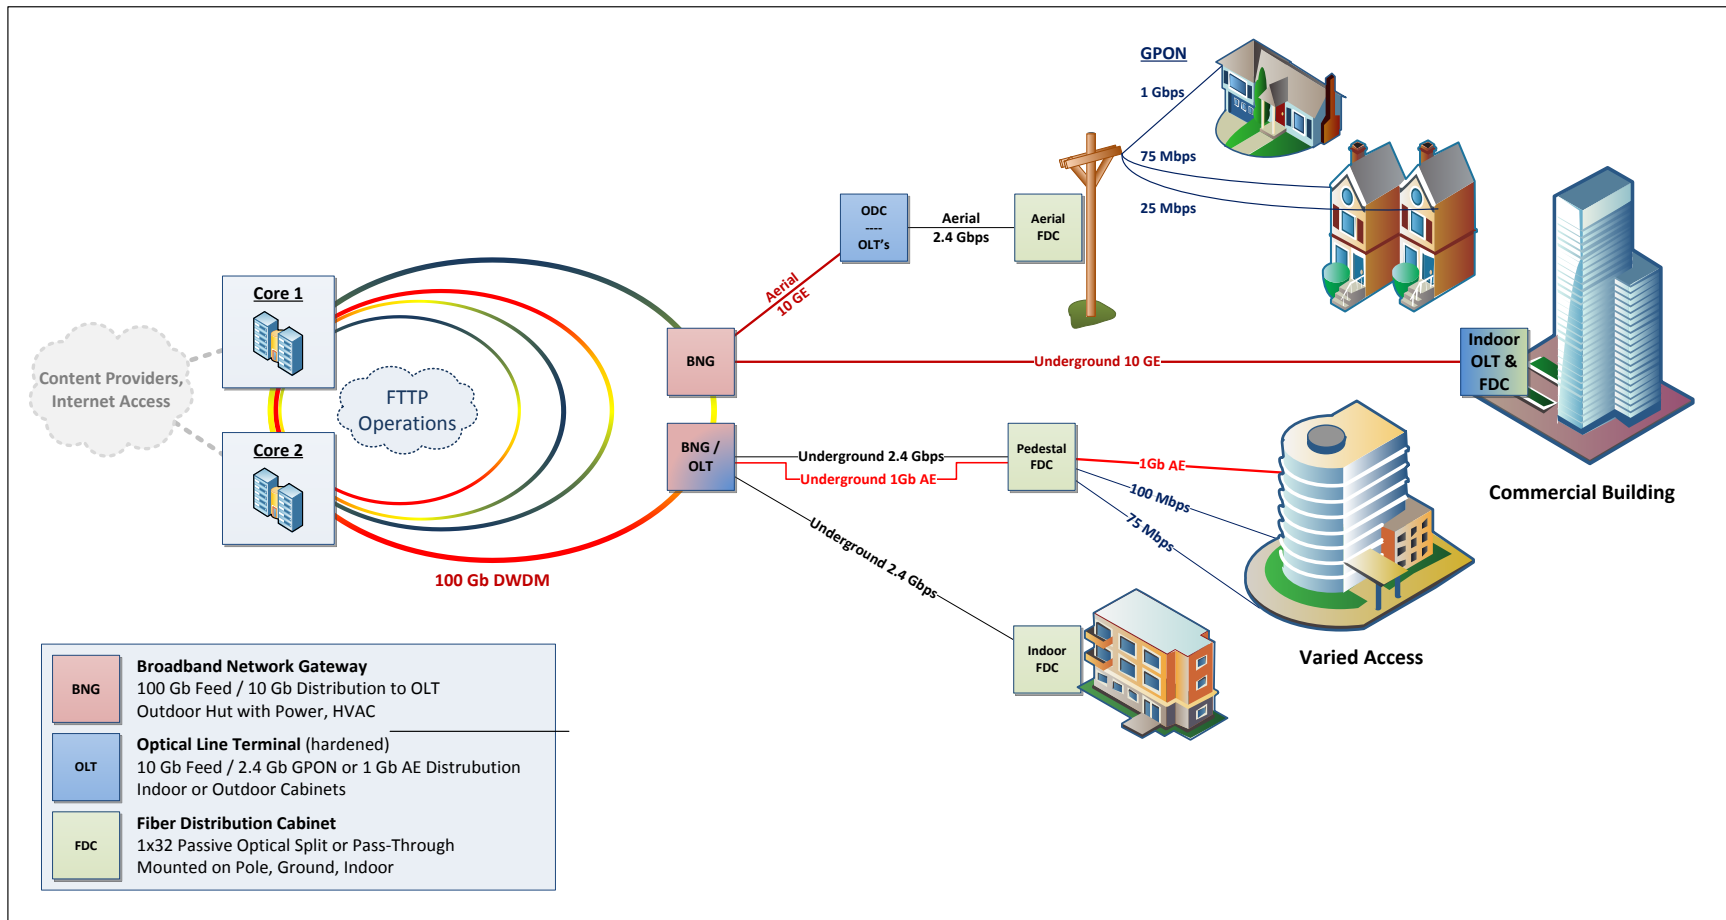 GPON
1 Gbps
75 Mbps
25 Mbps
ODC
----
OLT's
Aerial
2.4 Gbps
Aerial
FDC
Aerial
10 GE
Core 1
Content Providers,
Internet Access
FTTP
Operations
Core 2
BNG
Underground 10 GE
Indoor
OLT &
FDC
Commercial Building
BNG /
OLT
Underground 2.4 Gbps
Underground 1Gb AE
Pedestal
FDC
1Gb AE
100 Mbps
75 Mbps
Varied Access
Underground 2.4 Gbps
Indoor
FDC
100 Gb DWDM
BNG
Broadband Network Gateway
100 Gb Feed / 10 Gb Distribution to OLT
Outdoor Hut with Power, HVAC
OLT
Optical Line Terminal (hardened)
10 Gb Feed / 2.4 Gb GPON or 1 Gb AE Distrubution
Indoor or Outdoor Cabinets
FDC
Fiber Distribution Cabinet
1x32 Passive Optical Split or Pass-Through
Mounted on Pole, Ground, Indoor